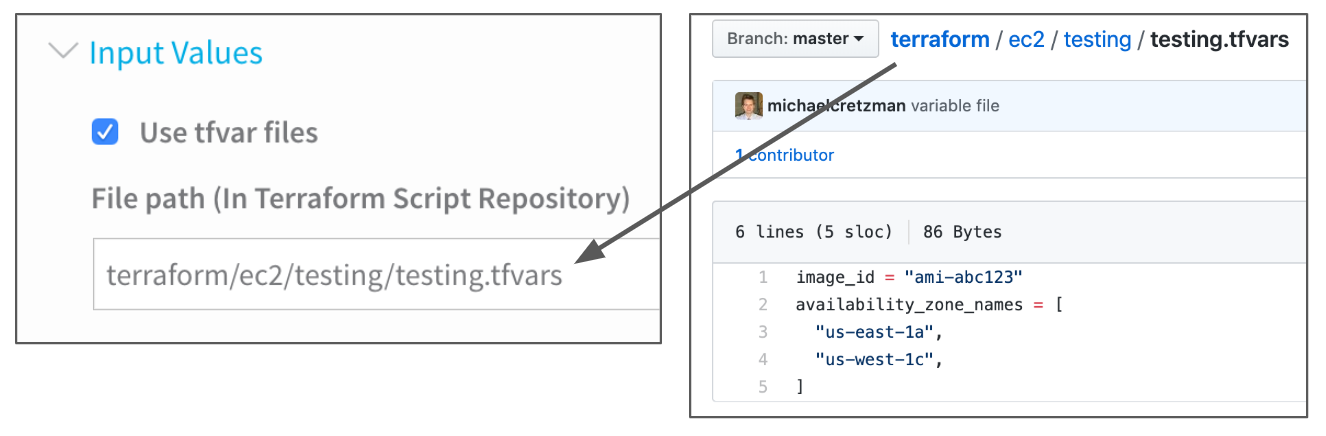 Input Values
Use tfvar files
File path (In Terraform Script Repository)
terraform/ec2/testing/testing.tfvars
Branch: master
terraform / ec2 / testing / testing.tfvars
michaelcretzman variable file
1 contributor
6 lines (5 sloc) 86 Bytes
1 image_id = "ami-abc123"
2 availability_zone_names = [
3 "us-east-1a",
4 "us-west-1c",
5 ]